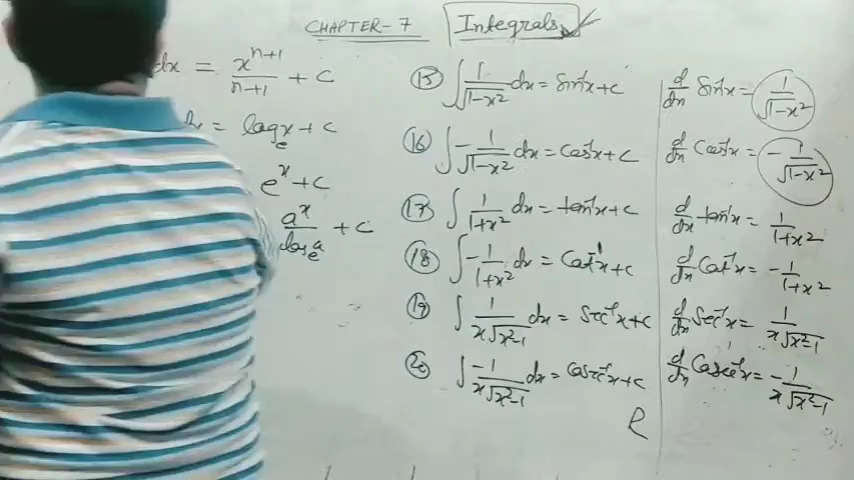 CHAPTER- 7 Integrals
dx = x^{n+1}/(n+1) + C
= log_e x + C
e^x + C
a^x/log_e a + C
(15) ∫ 1/√(1-x²) dx = Sin⁻¹x + C
(16) ∫ -1/√(1-x²) dx = Cos⁻¹x + C
(17) ∫ 1/(1+x²) dx = tan⁻¹x + C
(18) ∫ -1/(1+x²) dx = Cot⁻¹x + C
(19) ∫ 1/(x√(x²-1)) dx = Sec⁻¹x + C
(20) ∫ -1/(x√(x²-1)) dx = Cosec⁻¹x + C
R
d/dx Sin⁻¹x = 1/√(1-x²)
d/dx Cos⁻¹x = -1/√(1-x²)
d/dx tan⁻¹x = 1/(1+x²)
d/dx Cot⁻¹x = -1/(1+x²)
d/dx Sec⁻¹x = 1/(x√(x²-1))
d/dx Cosec⁻¹x = -1/(x√(x²-1))